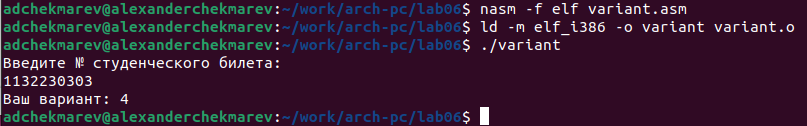 adchekmarev@alexanderchekmarev:~/work/arch-pc/lab06$ nasm -f elf variant.asm
adchekmarev@alexanderchekmarev:~/work/arch-pc/lab06$ ld -m elf_i386 -o variant variant.o
adchekmarev@alexanderchekmarev:~/work/arch-pc/lab06$ ./variant
Введите № студенческого билета:
1132230303
Ваш вариант: 4
adchekmarev@alexanderchekmarev:~/work/arch-pc/lab06$